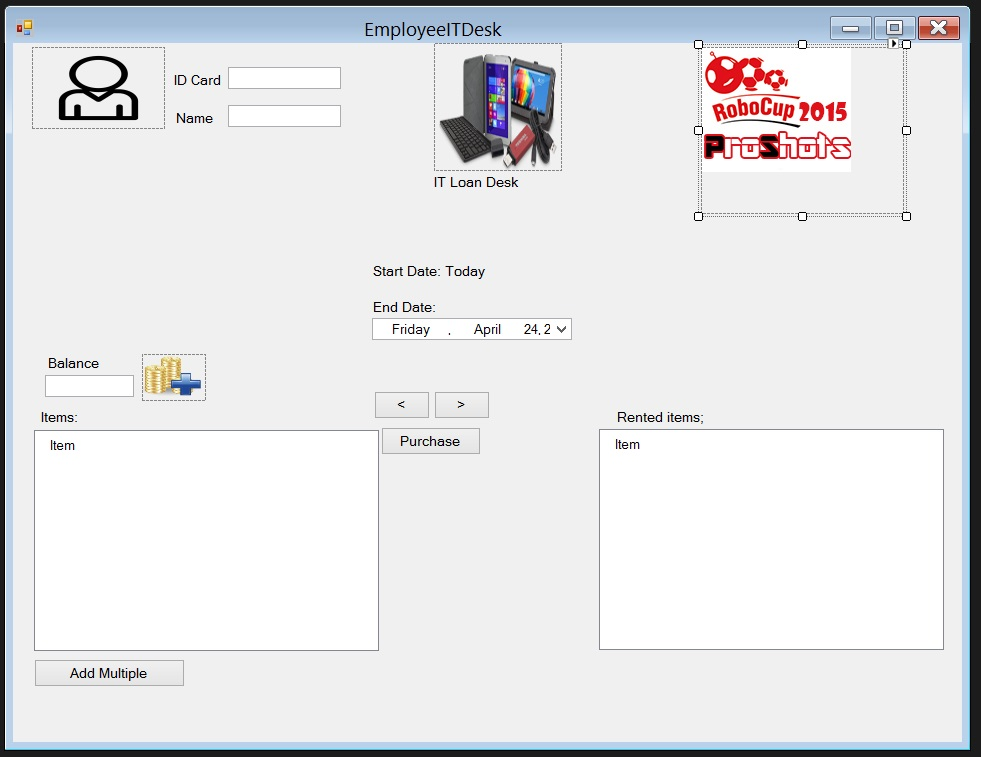 EmployeeITDesk
ID Card
Name
IT Loan Desk
RoboCup 2015
ProShots
Start Date: Today
End Date:
Friday , April 24, 2
Balance
< >
Items:
Rented items;
Item
Purchase
Item
Add Multiple